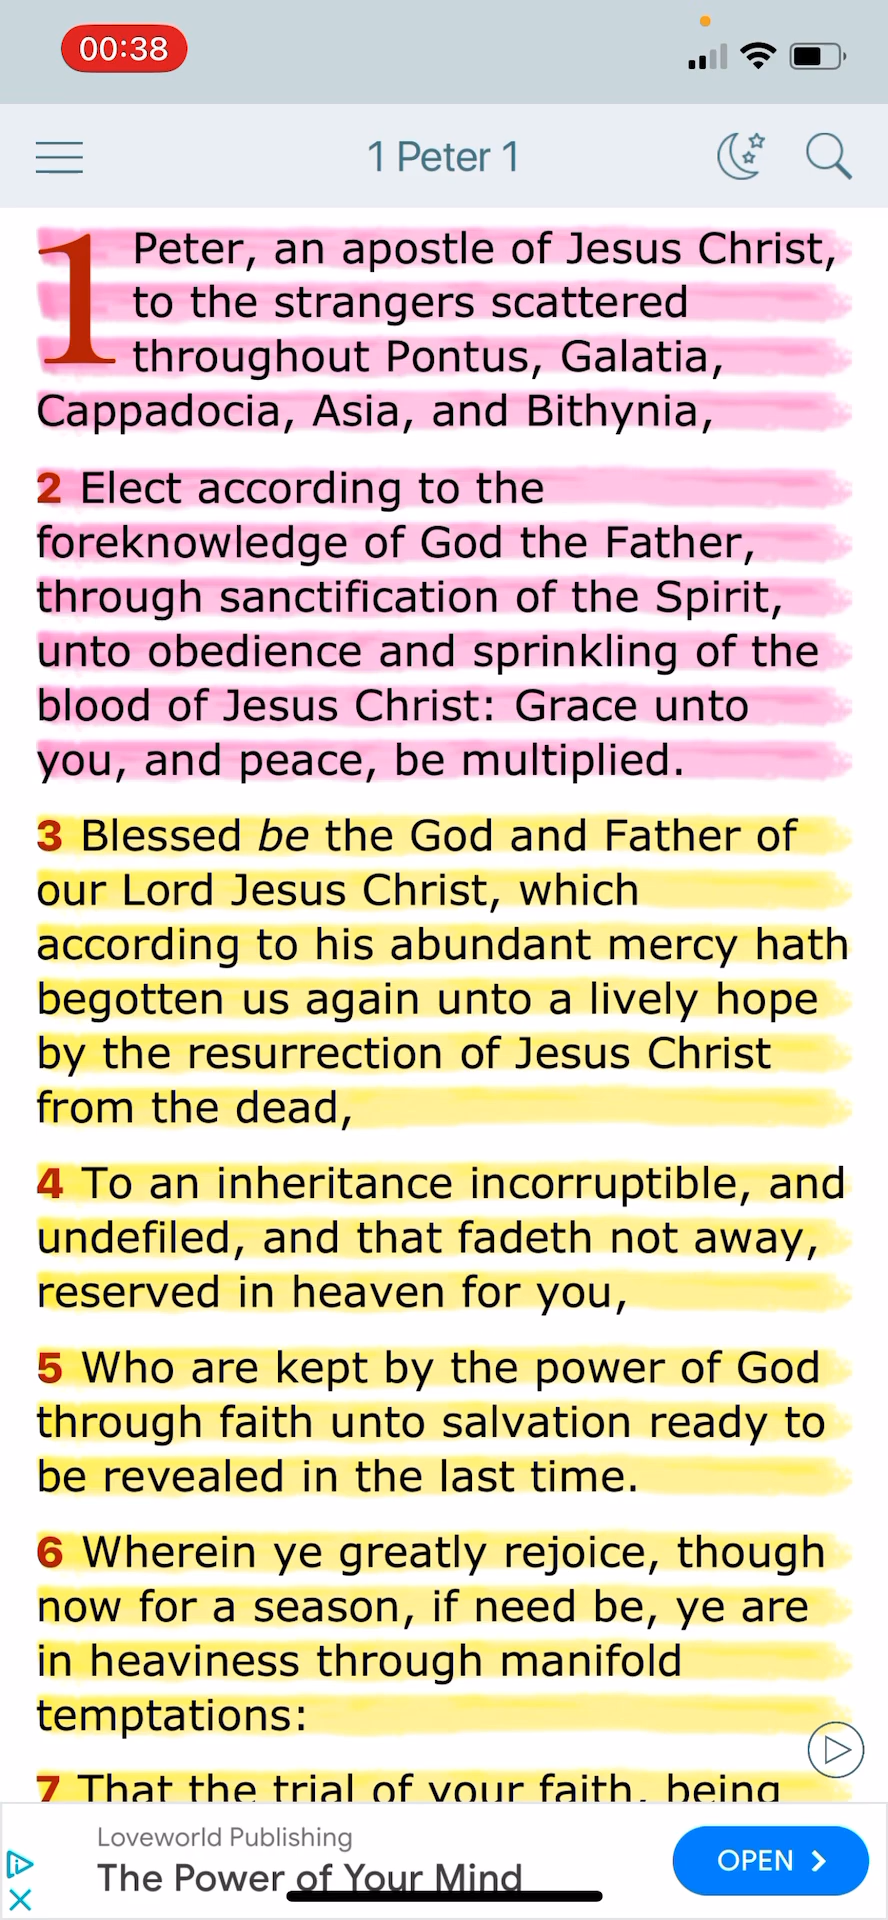 00:38
1 Peter 1
1 Peter, an apostle of Jesus Christ,
to the strangers scattered
throughout Pontus, Galatia,
Cappadocia, Asia, and Bithynia,
2 Elect according to the
foreknowledge of God the Father,
through sanctification of the Spirit,
unto obedience and sprinkling of the
blood of Jesus Christ: Grace unto
you, and peace, be multiplied.
3 Blessed be the God and Father of
our Lord Jesus Christ, which
according to his abundant mercy hath
begotten us again unto a lively hope
by the resurrection of Jesus Christ
from the dead,
4 To an inheritance incorruptible, and
undefiled, and that fadeth not away,
reserved in heaven for you,
5 Who are kept by the power of God
through faith unto salvation ready to
be revealed in the last time.
6 Wherein ye greatly rejoice, though
now for a season, if need be, ye are
in heaviness through manifold
temptations:
7 That the trial of your faith, being
Loveworld Publishing
The Power of Your Mind
OPEN